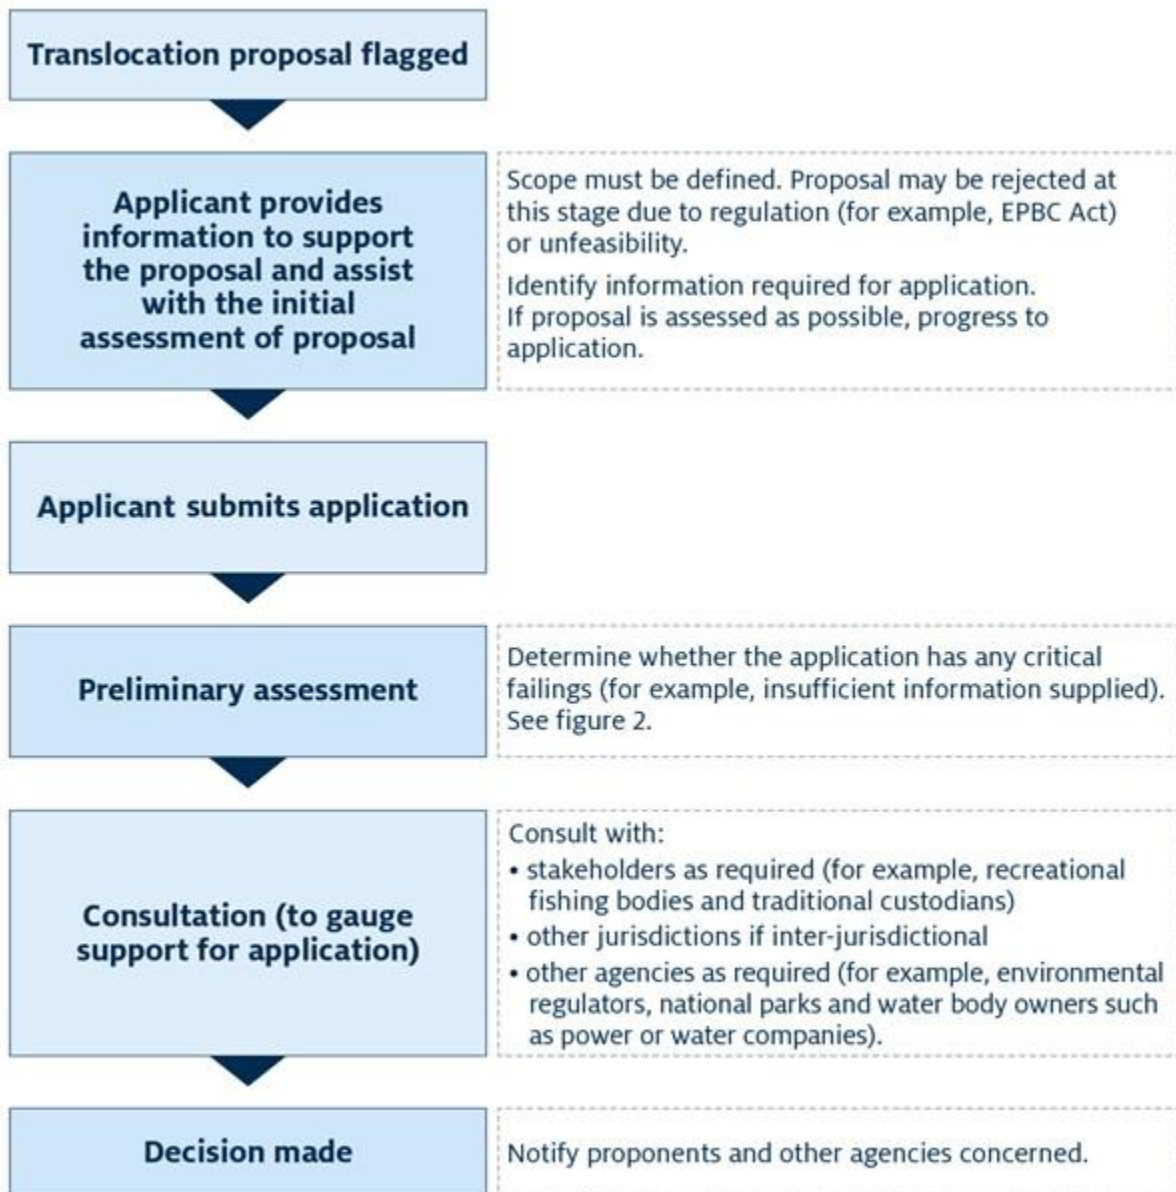 Translocation proposal flagged
Applicant provides
information to support
the proposal and assist
with the initial
assessment of proposal
Scope must be defined. Proposal may be rejected at
this stage due to regulation (for example, EPBC Act)
or unfeasibility.
Identify information required for application.
If proposal is assessed as possible, progress to
application.
Applicant submits application
Preliminary assessment
Determine whether the application has any critical
failings (for example, insufficient information supplied).
See figure 2.
Consultation (to gauge
support for application)
Consult with:
• stakeholders as required (for example, recreational
fishing bodies and traditional custodians)
• other jurisdictions if inter-jurisdictional
• other agencies as required (for example, environmental
regulators, national parks and water body owners such
as power or water companies).
Decision made
Notify proponents and other agencies concerned.